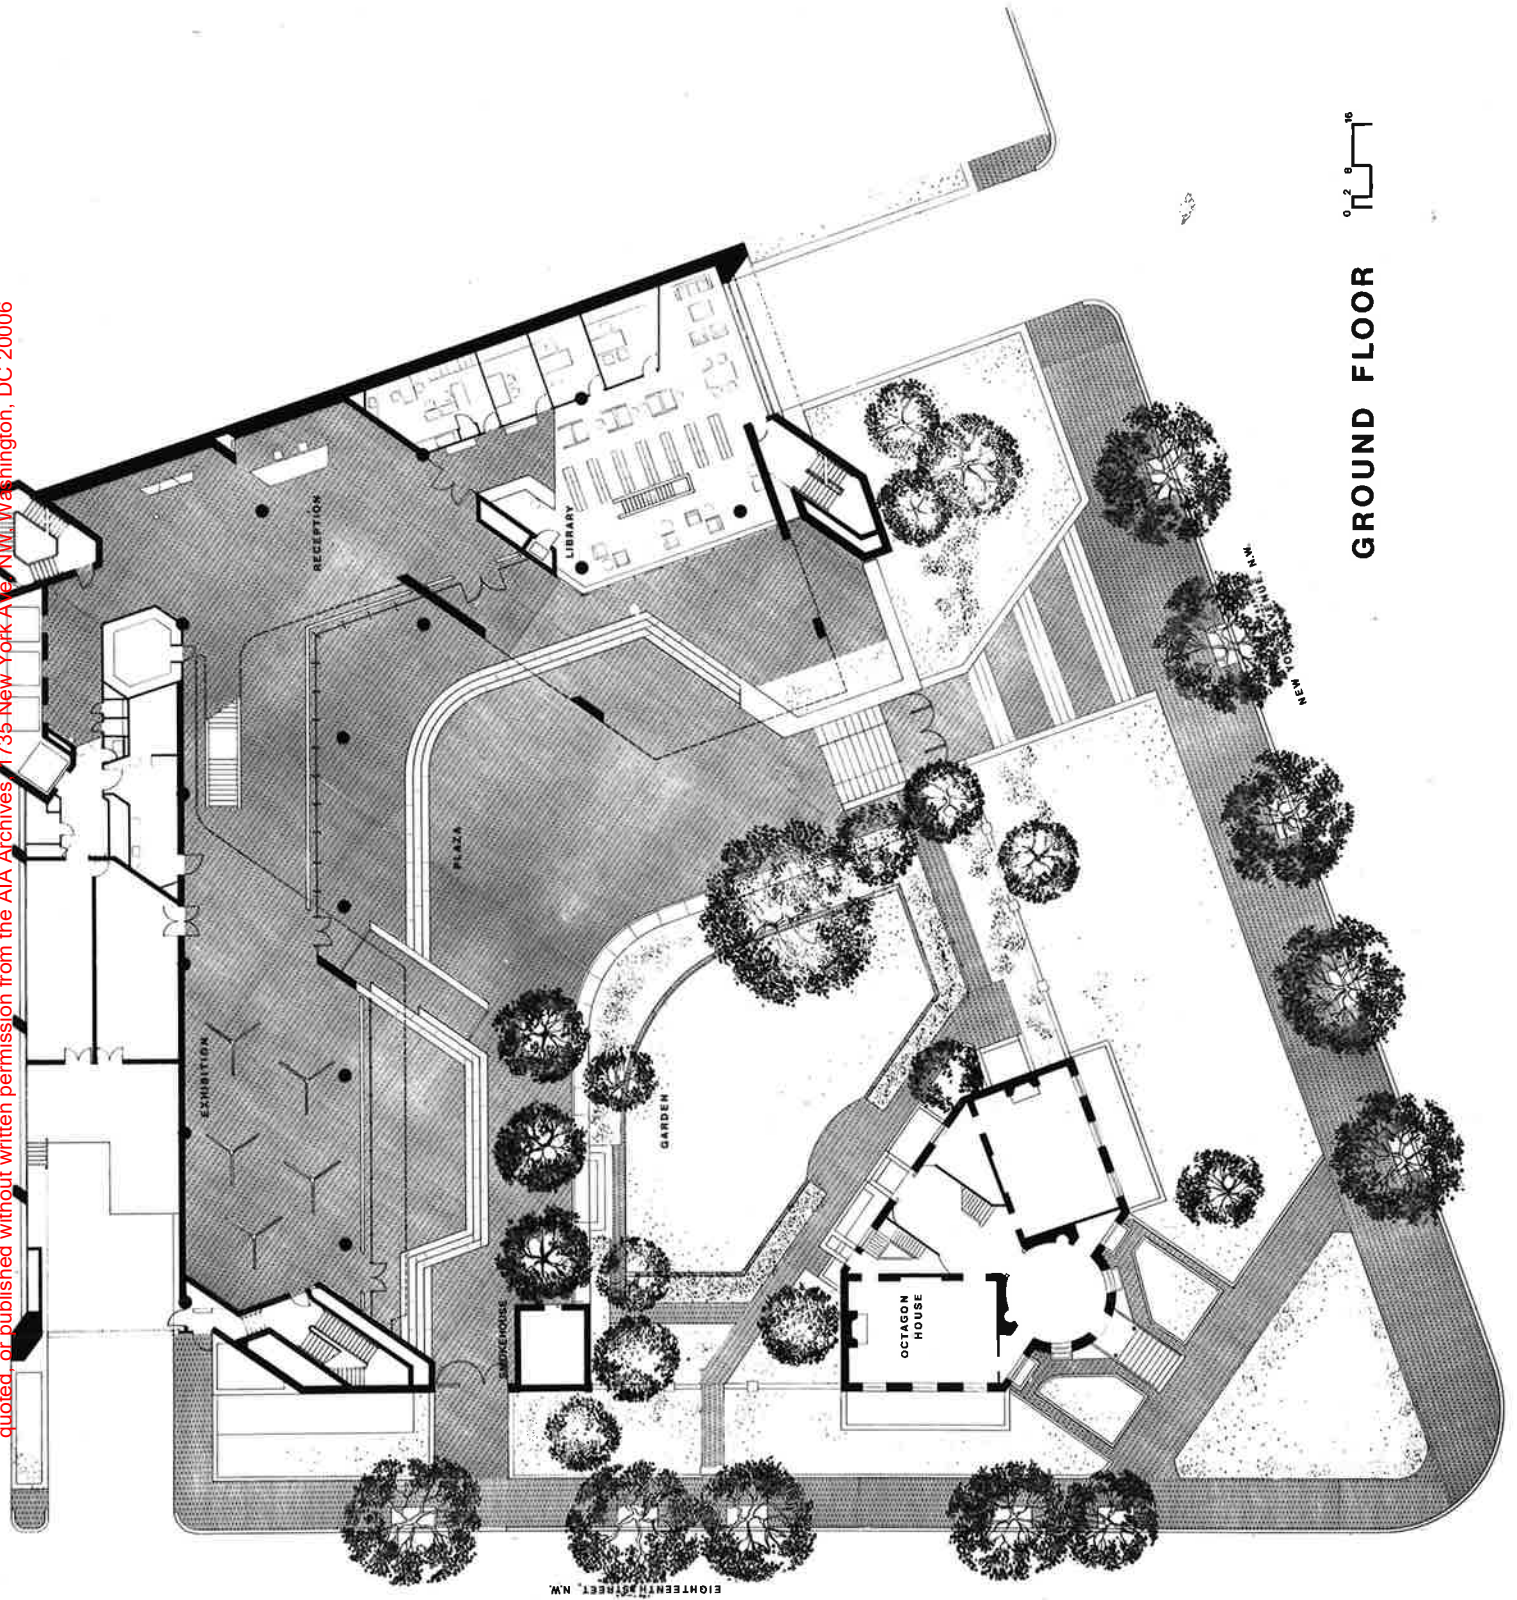 quoted, or published without written permission from the AIA Archives, 1735 New York Ave. NW, Washington, DC 20006
RECEPTION
LIBRARY
PLAZA
EXHIBITION
GARDEN
SMOKEHOUSE
OCTAGON
HOUSE
NEW YORK AVENUE, N.W.
EIGHTEENTH STREET, N.W.
GROUND FLOOR
0 2 8 16